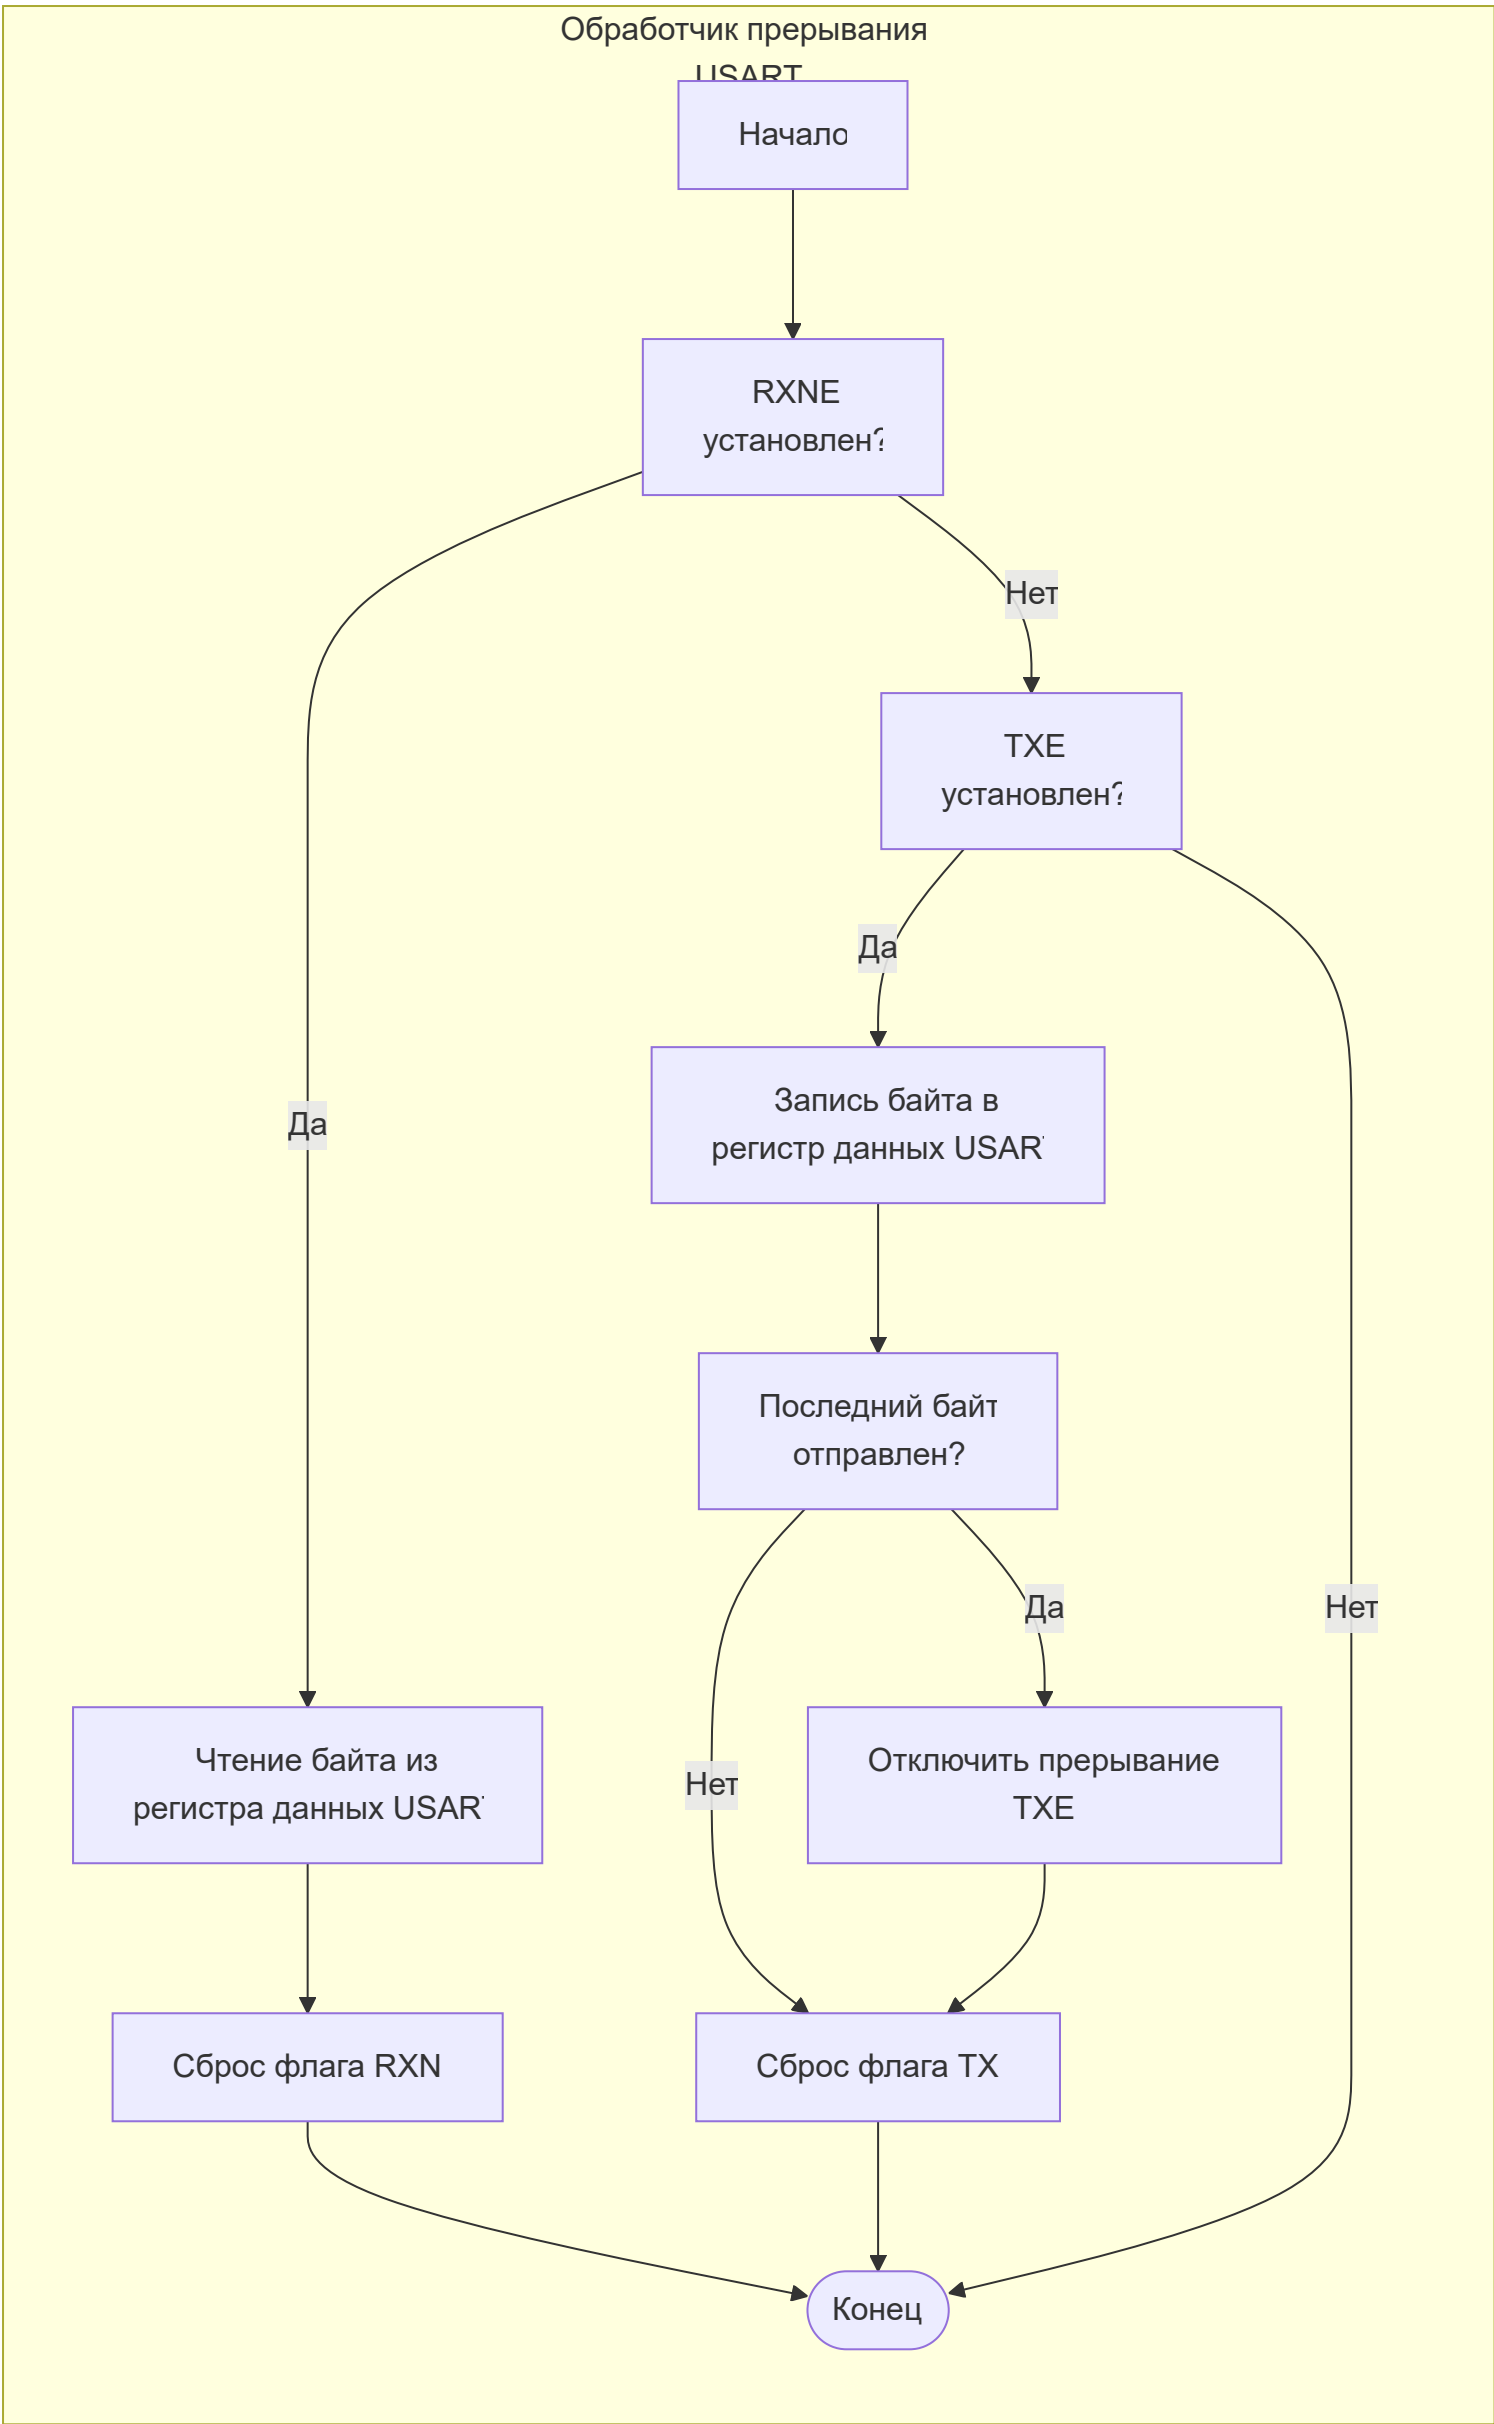 Обработчик прерывания
USART
Начало
RXNE
установлен?
Нет
TXE
установлен?
Да
Запись байта в
регистр данных USART
Да
Последний байт
отправлен?
Да
Нет
Чтение байта из
регистра данных USART
Нет
Отключить прерывание
TXE
Сброс флага RXN
Сброс флага TX
Конец